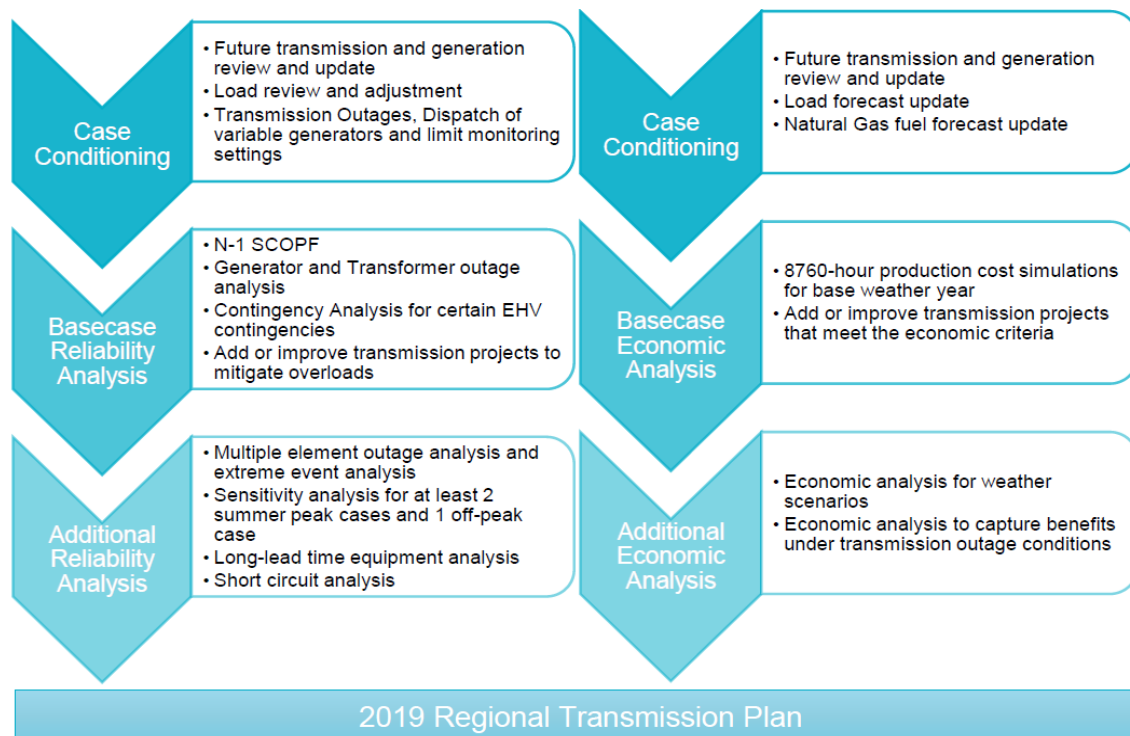 Case
Conditioning
• Future transmission and generation
review and update
• Load review and adjustment
• Transmission Outages, Dispatch of
variable generators and limit monitoring
settings
Basecase
Reliability
Analysis
• N-1 SCOPF
• Generator and Transformer outage
analysis
• Contingency Analysis for certain EHV
contingencies
• Add or improve transmission projects to
mitigate overloads
Additional
Reliability
Analysis
• Multiple element outage analysis and
extreme event analysis
• Sensitivity analysis for at least 2
summer peak cases and 1 off-peak
case
• Long-lead time equipment analysis
• Short circuit analysis
Case
Conditioning
• Future transmission and generation
review and update
• Load forecast update
• Natural Gas fuel forecast update
Basecase
Economic
Analysis
• 8760-hour production cost simulations
for base weather year
• Add or improve transmission projects
that meet the economic criteria
Additional
Economic
Analysis
• Economic analysis for weather
scenarios
• Economic analysis to capture benefits
under transmission outage conditions
2019 Regional Transmission Plan